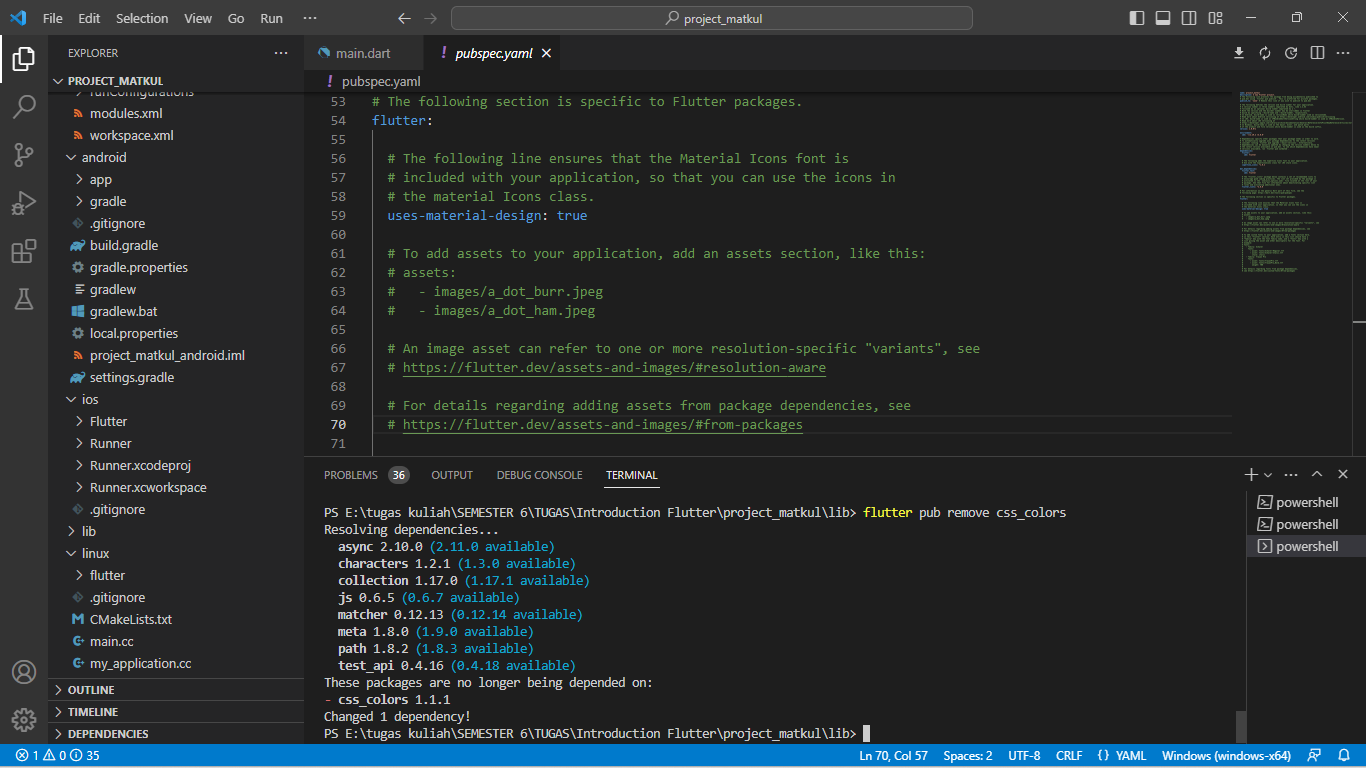 File Edit Selection View Go Run ···
project_matkul
EXPLORER
PROJECT_MATKUL
runConfigurations
modules.xml
workspace.xml
android
app
gradle
.gitignore
build.gradle
gradle.properties
gradlew
gradlew.bat
local.properties
project_matkul_android.iml
settings.gradle
ios
Flutter
Runner
Runner.xcodeproj
Runner.xcworkspace
.gitignore
lib
linux
flutter
.gitignore
CMakeLists.txt
main.cc
my_application.cc
OUTLINE
TIMELINE
DEPENDENCIES
main.dart
! pubspec.yaml
! pubspec.yaml
53 # The following section is specific to Flutter packages.
54 flutter:
55
56 # The following line ensures that the Material Icons font is
57 # included with your application, so that you can use the icons in
58 # the material Icons class.
59 uses-material-design: true
60
61 # To add assets to your application, add an assets section, like this:
62 # assets:
63 #   - images/a_dot_burr.jpeg
64 #   - images/a_dot_ham.jpeg
65
66 # An image asset can refer to one or more resolution-specific "variants", see
67 # https://flutter.dev/assets-and-images/#resolution-aware
68
69 # For details regarding adding assets from package dependencies, see
70 # https://flutter.dev/assets-and-images/#from-packages
71
PROBLEMS 36 OUTPUT DEBUG CONSOLE TERMINAL
PS E:\tugas kuliah\SEMESTER 6\TUGAS\Introduction Flutter\project_matkul\lib> flutter pub remove css_colors
Resolving dependencies...
async 2.10.0 (2.11.0 available)
characters 1.2.1 (1.3.0 available)
collection 1.17.0 (1.17.1 available)
js 0.6.5 (0.6.7 available)
matcher 0.12.13 (0.12.14 available)
meta 1.8.0 (1.9.0 available)
path 1.8.2 (1.8.3 available)
test_api 0.4.16 (0.4.18 available)
These packages are no longer being depended on:
- css_colors 1.1.1
Changed 1 dependency!
PS E:\tugas kuliah\SEMESTER 6\TUGAS\Introduction Flutter\project_matkul\lib>
powershell
powershell
powershell
1 0 35
Ln 70, Col 57 Spaces: 2 UTF-8 CRLF {} YAML Windows (windows-x64)